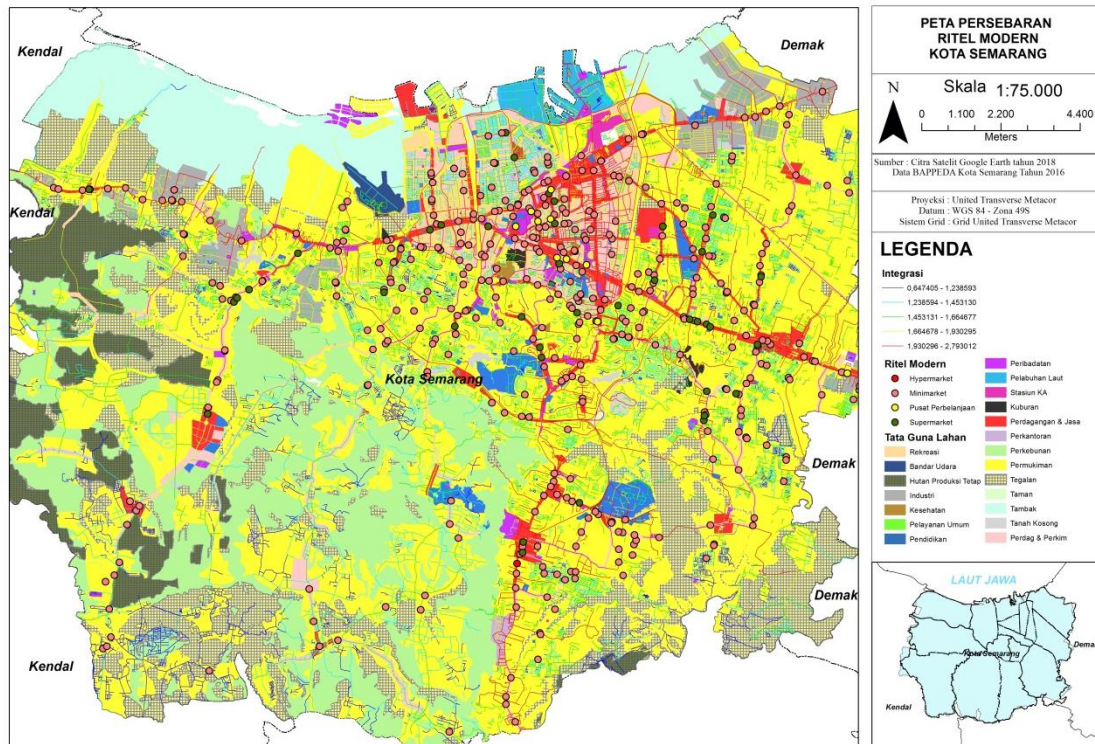 Kendal
Demak
Kendal
Kota Semarang
Demak
Demak
Kendal
PETA PERSEBARAN
RITEL MODERN
KOTA SEMARANG
N
Skala 1:75.000
0 1.100 2.200 4.400
Meters
Sumber : Citra Satelit Google Earth tahun 2018
Data BAPPEDA Kota Semarang Tahun 2016
Proyeksi : United Transverse Metacor
Datum : WGS 84 - Zona 49S
Sistem Grid : Grid United Transverse Metacor
LEGENDA
Integrasi
0,647405 - 1,238593
1,238594 - 1,453130
1,453131 - 1,664677
1,664678 - 1,930295
1,930296 - 2,793012
Ritel Modern
Hypermarket
Minimarket
Pusat Perbelanjaan
Supermarket
Tata Guna Lahan
Rekreasi
Bandar Udara
Hutan Produksi Tetap
Industri
Kesehatan
Pelayanan Umum
Pendidikan
Peribadatan
Pelabuhan Laut
Stasiun KA
Kuburan
Perdagangan & Jasa
Perkantoran
Perkebunan
Permukiman
Tegalan
Taman
Tambak
Tanah Kosong
Perdag & Perkim
LAUT JAWA
Kota Semarang
Demak
Kendal